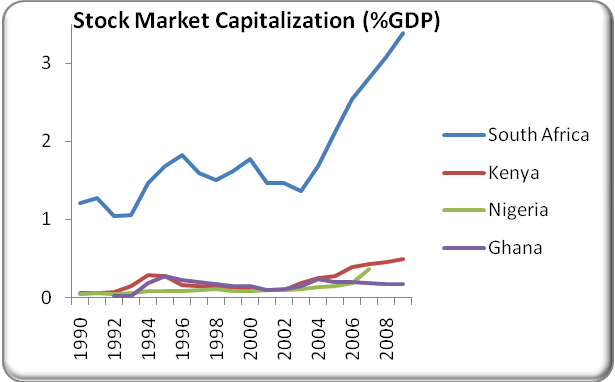 Stock Market Capitalization (%GDP)
3
2
1
0
1990
1992
1994
1996
1998
2000
2002
2004
2006
2008
South Africa
Kenya
Nigeria
Ghana